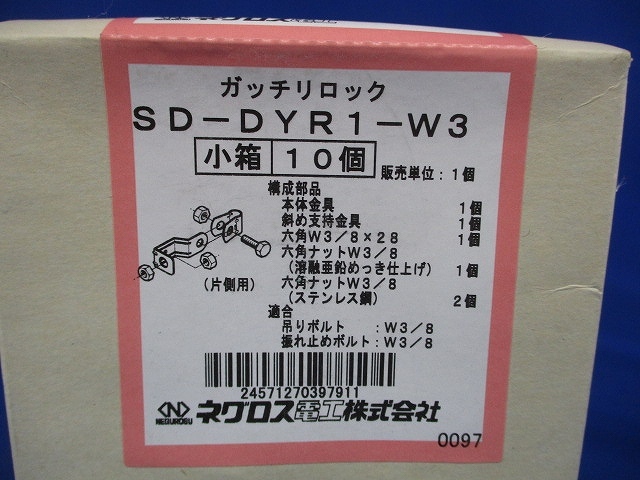 ガッチリロック
SD-DYR1-W3
小箱 10個
販売単位：1個
構成部品
本体金具 1個
斜め支持金具 1個
六角W3/8×28 1個
六角ナットW3/8
(溶融亜鉛めっき仕上げ) 1個
六角ナットW3/8
(ステンレス鋼) 2個
(片側用)
適合
吊りボルト ：W3/8
振れ止めボルト：W3/8
24571270397911
NEGUROSU
ネグロス電工株式会社
0097